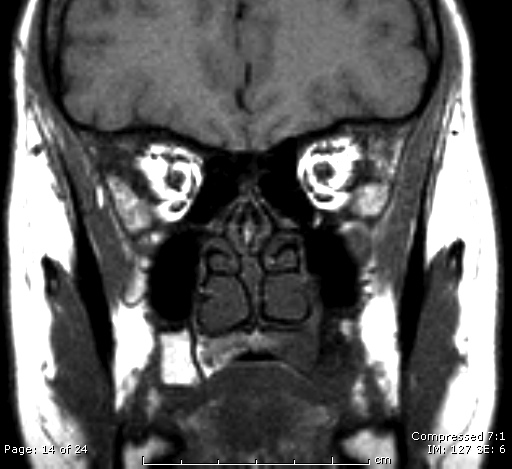 Compressed 7:1
Page: 14 of 24
IM: 127 SE: 6
cm